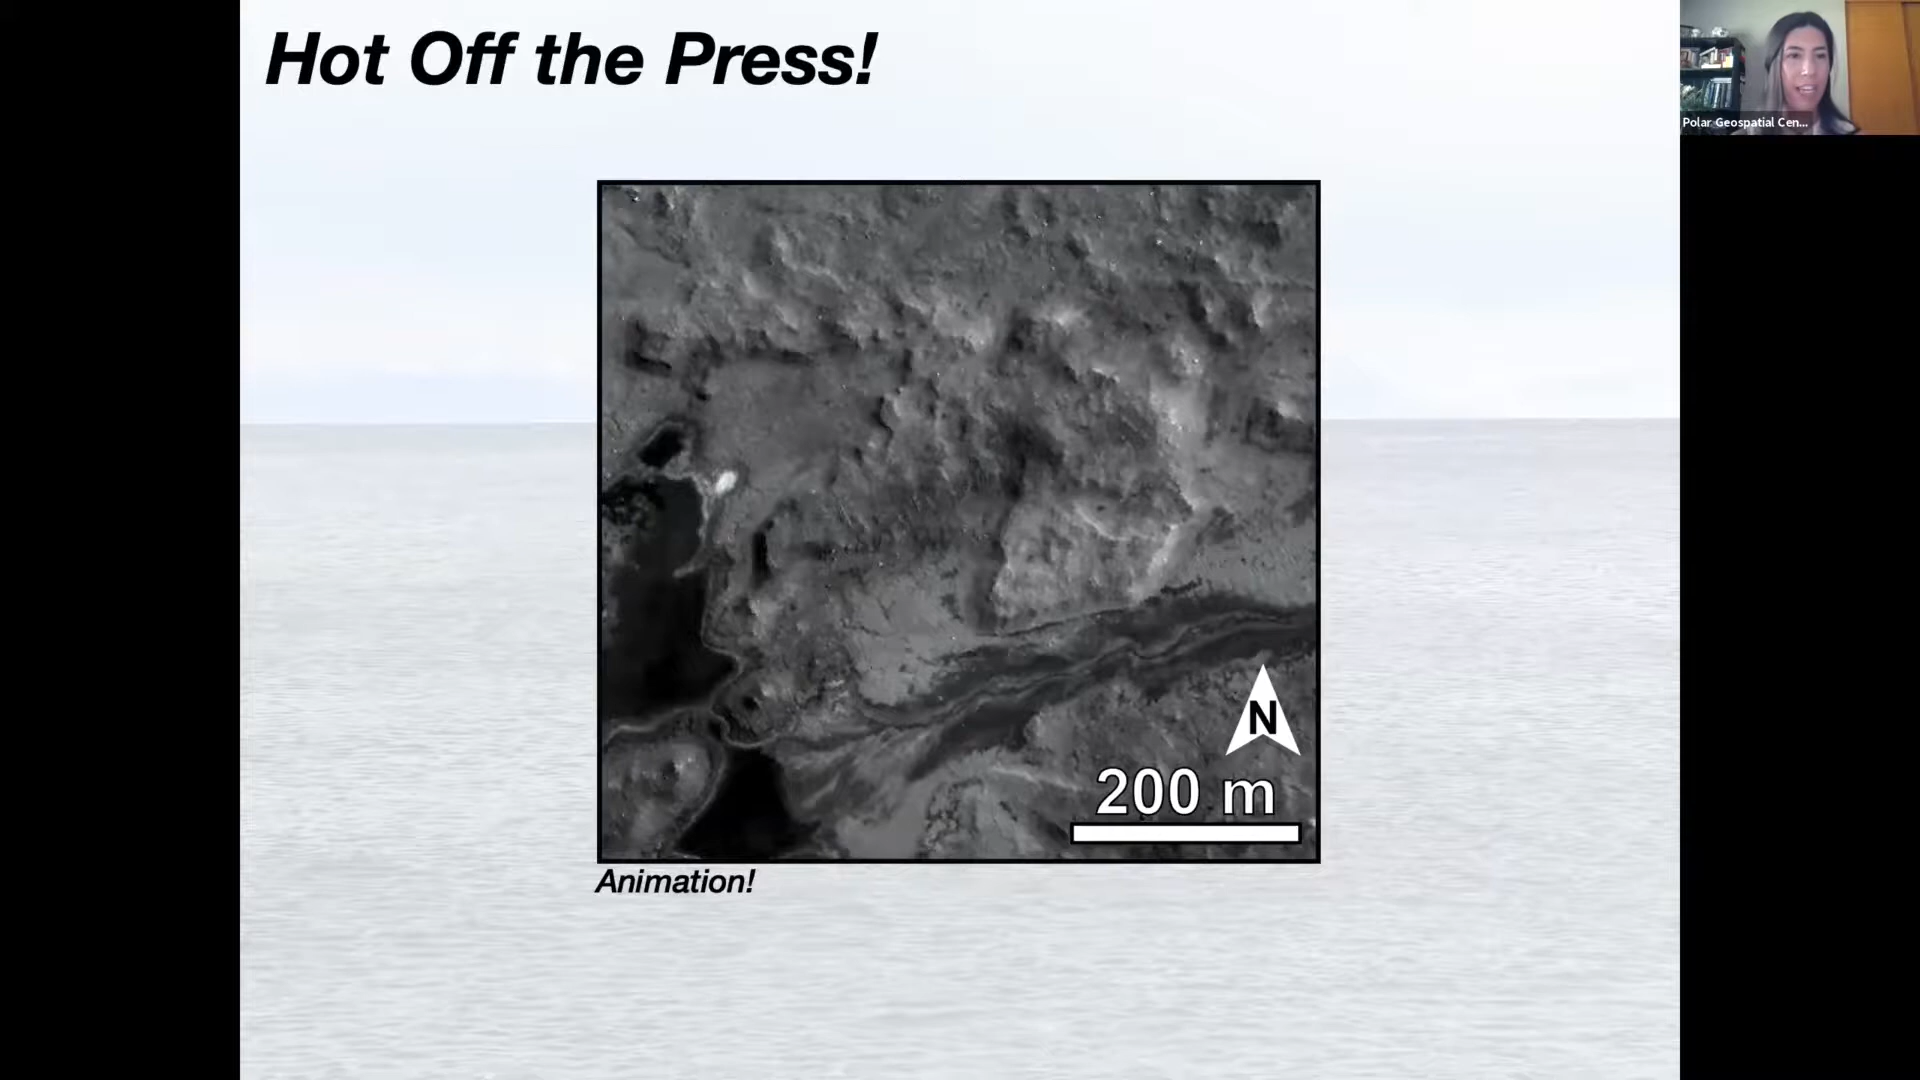 Hot Off the Press!
Polar Geospatial Cen...
N
200 m
Animation!